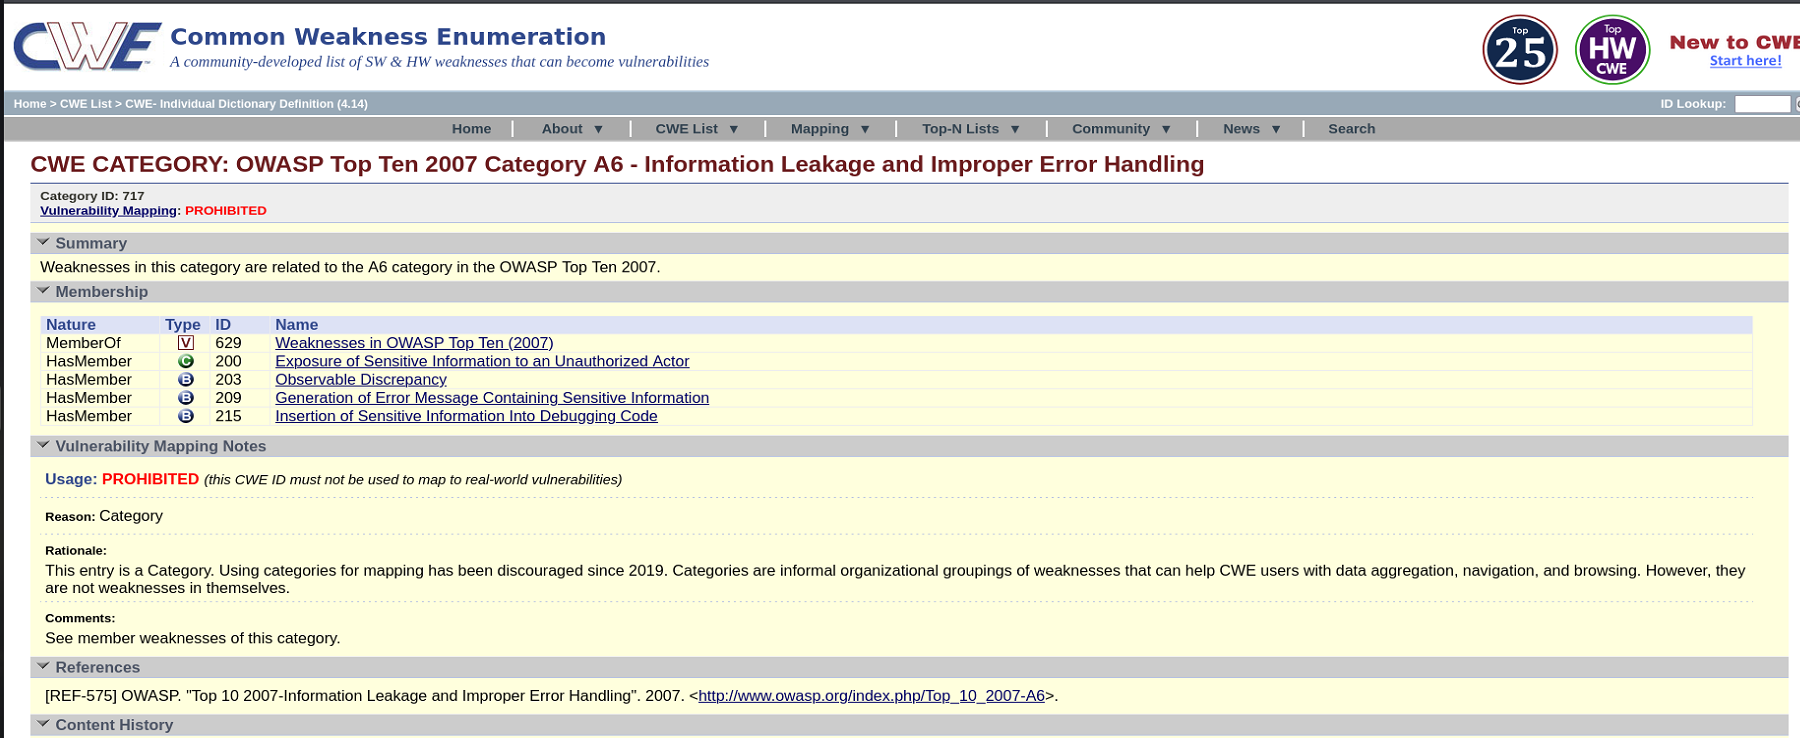 CWE
Common Weakness Enumeration
A community-developed list of SW & HW weaknesses that can become vulnerabilities
Top
25
Top
HW
CWE
New to CWE
Start here!
Home > CWE List > CWE- Individual Dictionary Definition (4.14)
ID Lookup:
Home | About ▼ | CWE List ▼ | Mapping ▼ | Top-N Lists ▼ | Community ▼ | News ▼ | Search
CWE CATEGORY: OWASP Top Ten 2007 Category A6 - Information Leakage and Improper Error Handling
Category ID: 717
Vulnerability Mapping: PROHIBITED
Summary
Weaknesses in this category are related to the A6 category in the OWASP Top Ten 2007.
Membership
Nature Type ID Name
MemberOf V 629 Weaknesses in OWASP Top Ten (2007)
HasMember C 200 Exposure of Sensitive Information to an Unauthorized Actor
HasMember B 203 Observable Discrepancy
HasMember B 209 Generation of Error Message Containing Sensitive Information
HasMember B 215 Insertion of Sensitive Information Into Debugging Code
Vulnerability Mapping Notes
Usage: PROHIBITED (this CWE ID must not be used to map to real-world vulnerabilities)
Reason: Category
Rationale:
This entry is a Category. Using categories for mapping has been discouraged since 2019. Categories are informal organizational groupings of weaknesses that can help CWE users with data aggregation, navigation, and browsing. However, they
are not weaknesses in themselves.
Comments:
See member weaknesses of this category.
References
[REF-575] OWASP. "Top 10 2007-Information Leakage and Improper Error Handling". 2007. <http://www.owasp.org/index.php/Top_10_2007-A6>.
Content History